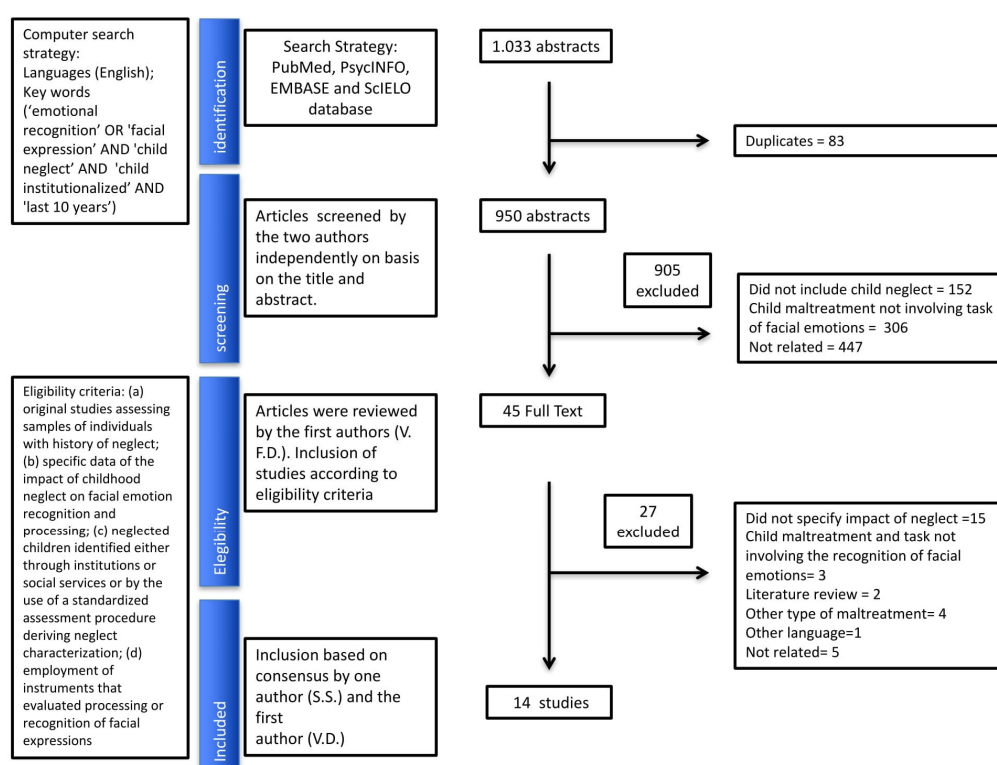 Computer search
strategy:
Languages (English);
Key words
(‘emotional
recognition’ OR 'facial
expression’ AND 'child
neglect’ AND 'child
institutionalized’ AND
'last 10 years’)
identification
Search Strategy:
PubMed, PsycINFO,
EMBASE and ScIELO
database
1.033 abstracts
Duplicates = 83
screening
Articles screened by
the two authors
independently on basis
on the title and
abstract.
950 abstracts
905
excluded
Did not include child neglect = 152
Child maltreatment not involving task
of facial emotions = 306
Not related = 447
Eligibility criteria: (a)
original studies assessing
samples of individuals
with history of neglect;
(b) specific data of the
impact of childhood
neglect on facial emotion
recognition and
processing; (c) neglected
children identified either
through institutions or
social services or by the
use of a standardized
assessment procedure
deriving neglect
characterization; (d)
employment of
instruments that
evaluated processing or
recognition of facial
expressions
Elegibility
Articles were reviewed
by the first authors (V.
F.D.). Inclusion of
studies according to
eligibility criteria
45 Full Text
27
excluded
Did not specify impact of neglect =15
Child maltreatment and task not
involving the recognition of facial
emotions= 3
Literature review = 2
Other type of maltreatment= 4
Other language=1
Not related= 5
Included
Inclusion based on
consensus by one
author (S.S.) and the
first
author (V.D.)
14 studies